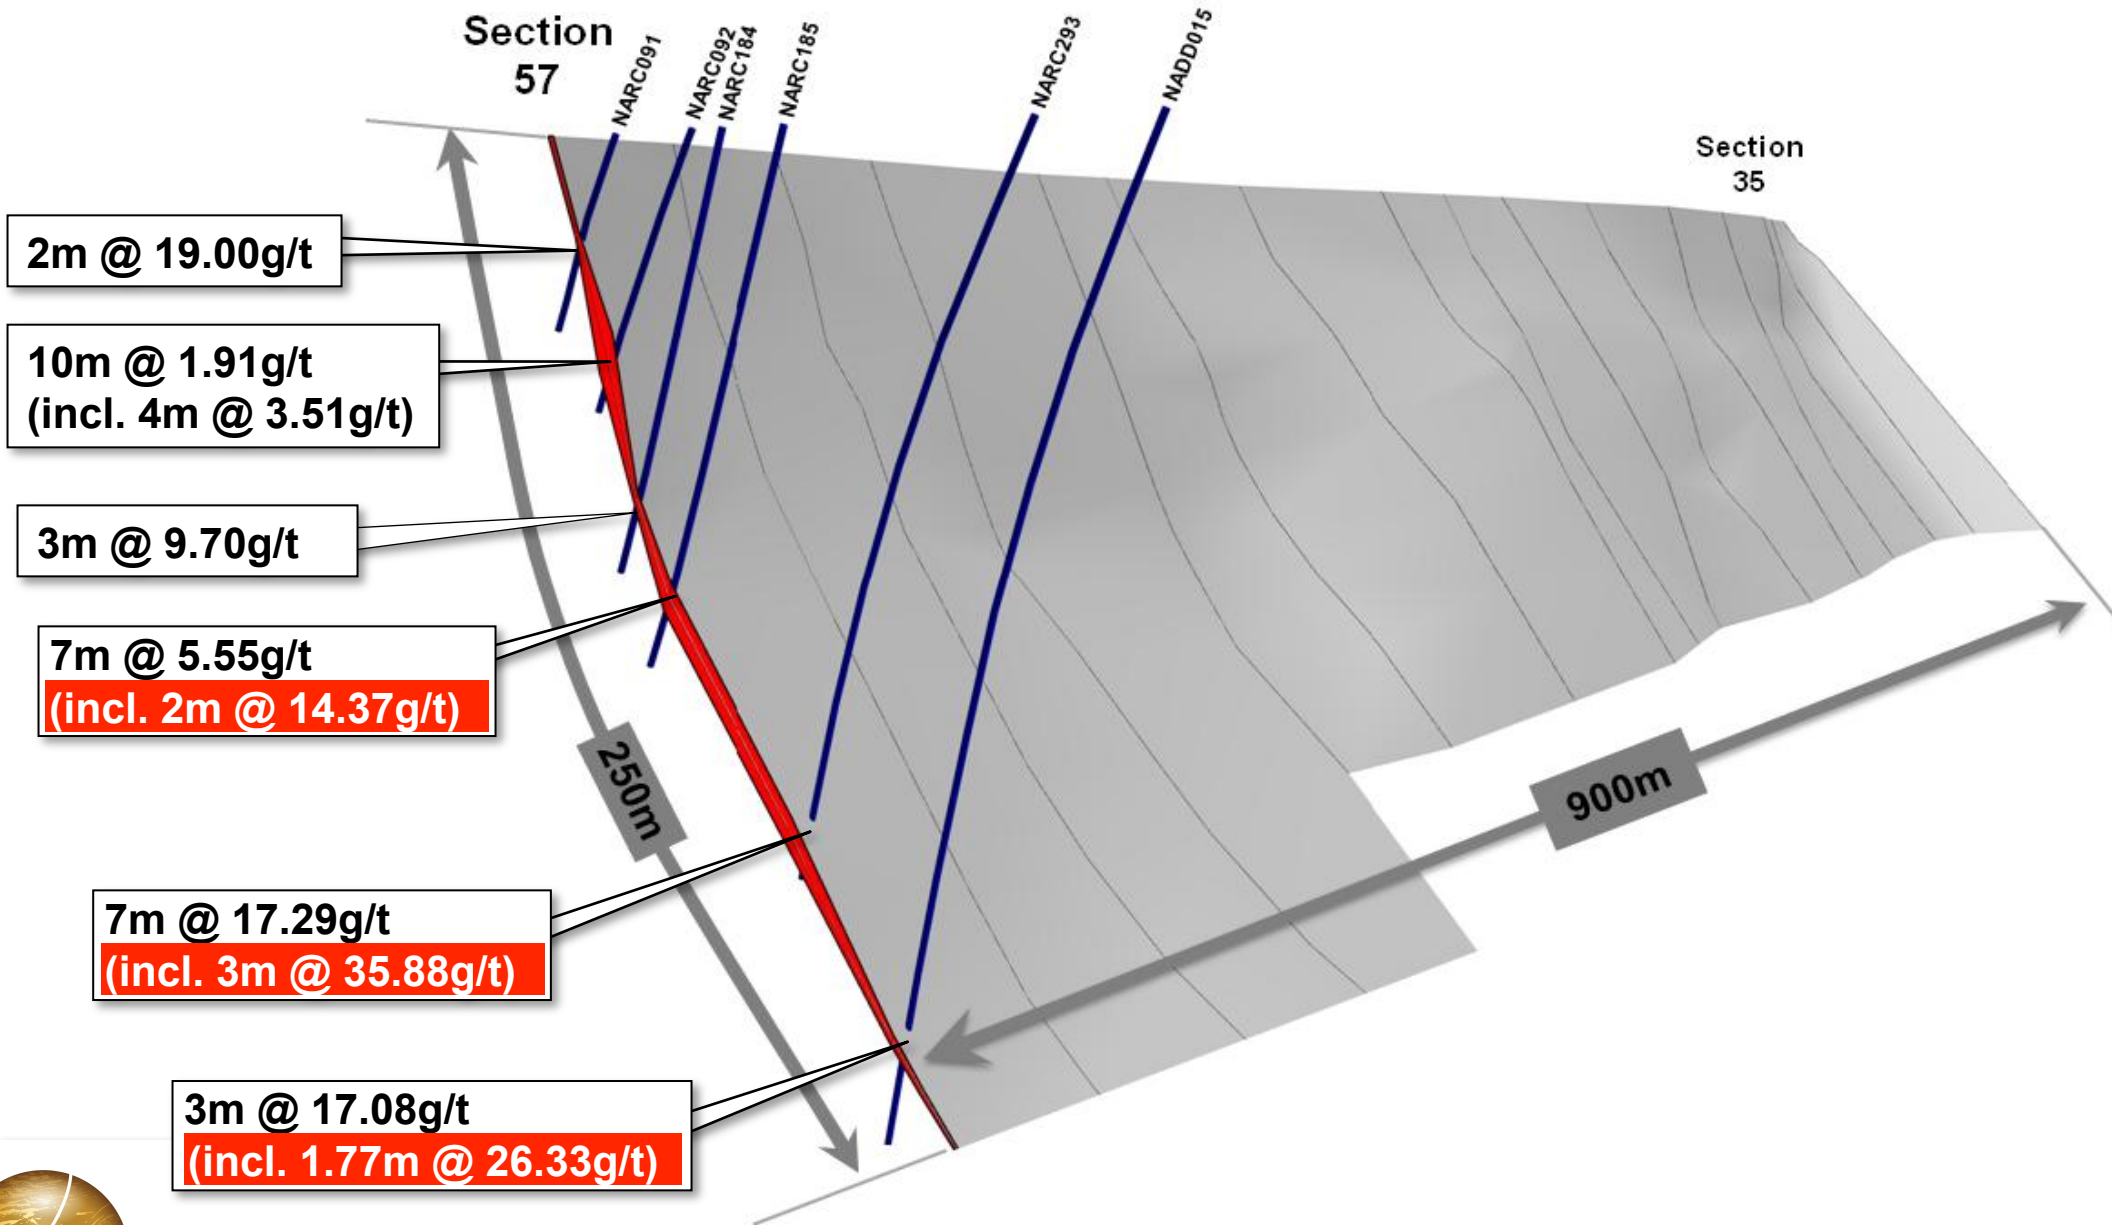 Section
57
NARC091
NARC092
NARC184
NARC185
NARC293
NADD015
Section
35
2m @ 19.00g/t
10m @ 1.91g/t
(incl. 4m @ 3.51g/t)
3m @ 9.70g/t
7m @ 5.55g/t
(incl. 2m @ 14.37g/t)
250m
900m
7m @ 17.29g/t
(incl. 3m @ 35.88g/t)
3m @ 17.08g/t
(incl. 1.77m @ 26.33g/t)